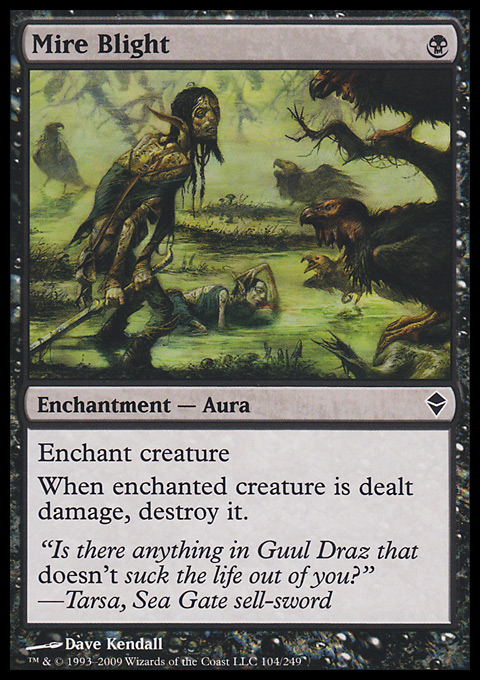 Mire Blight
Enchantment — Aura
Enchant creature
When enchanted creature is dealt
damage, destroy it.
“Is there anything in Guul Draz that
doesn’t suck the life out of you?”
—Tarsa, Sea Gate sell-sword
Dave Kendall
™ & © 1993–2009 Wizards of the Coast LLC 104/249